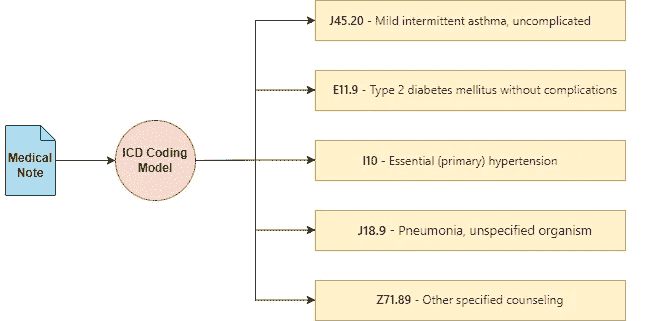 Medical
Note
ICD Coding
Model
J45.20 - Mild intermittent asthma, uncomplicated
E11.9 - Type 2 diabetes mellitus without complications
I10 - Essential (primary) hypertension
J18.9 - Pneumonia, unspecified organism
Z71.89 - Other specified counseling